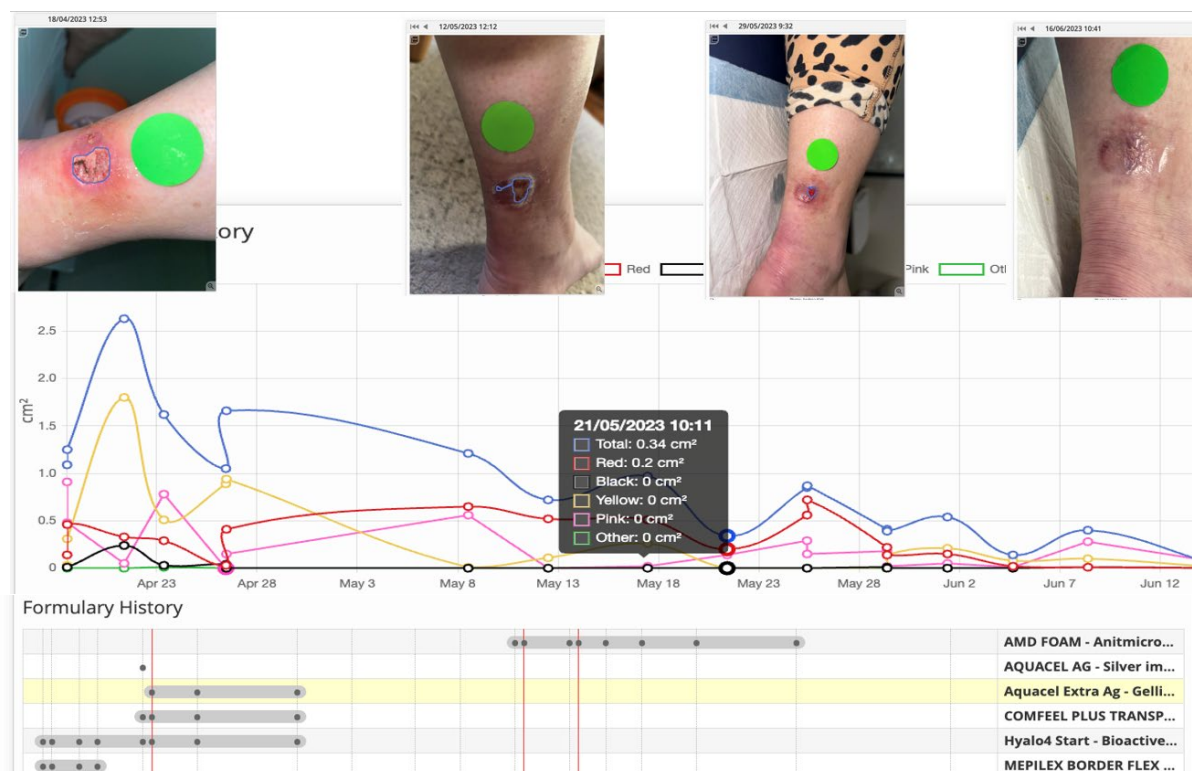 18/04/2023 12:53
12/05/2023 12:12
29/05/2023 9:32
16/06/2023 10:41
ory
Red
Pink
Otl
cm²
2.5
2.0
1.5
1.0
0.5
0
21/05/2023 10:11
Total: 0.34 cm²
Red: 0.2 cm²
Black: 0 cm²
Yellow: 0 cm²
Pink: 0 cm²
Other: 0 cm²
Apr 23 Apr 28 May 3 May 8 May 13 May 18 May 23 May 28 Jun 2 Jun 7 Jun 12
Formulary History
AMD FOAM - Anitmicro...
AQUACEL AG - Silver im...
Aquacel Extra Ag - Gelli...
COMFEEL PLUS TRANSP...
Hyalo4 Start - Bioactive...
MEPILEX BORDER FLEX ...